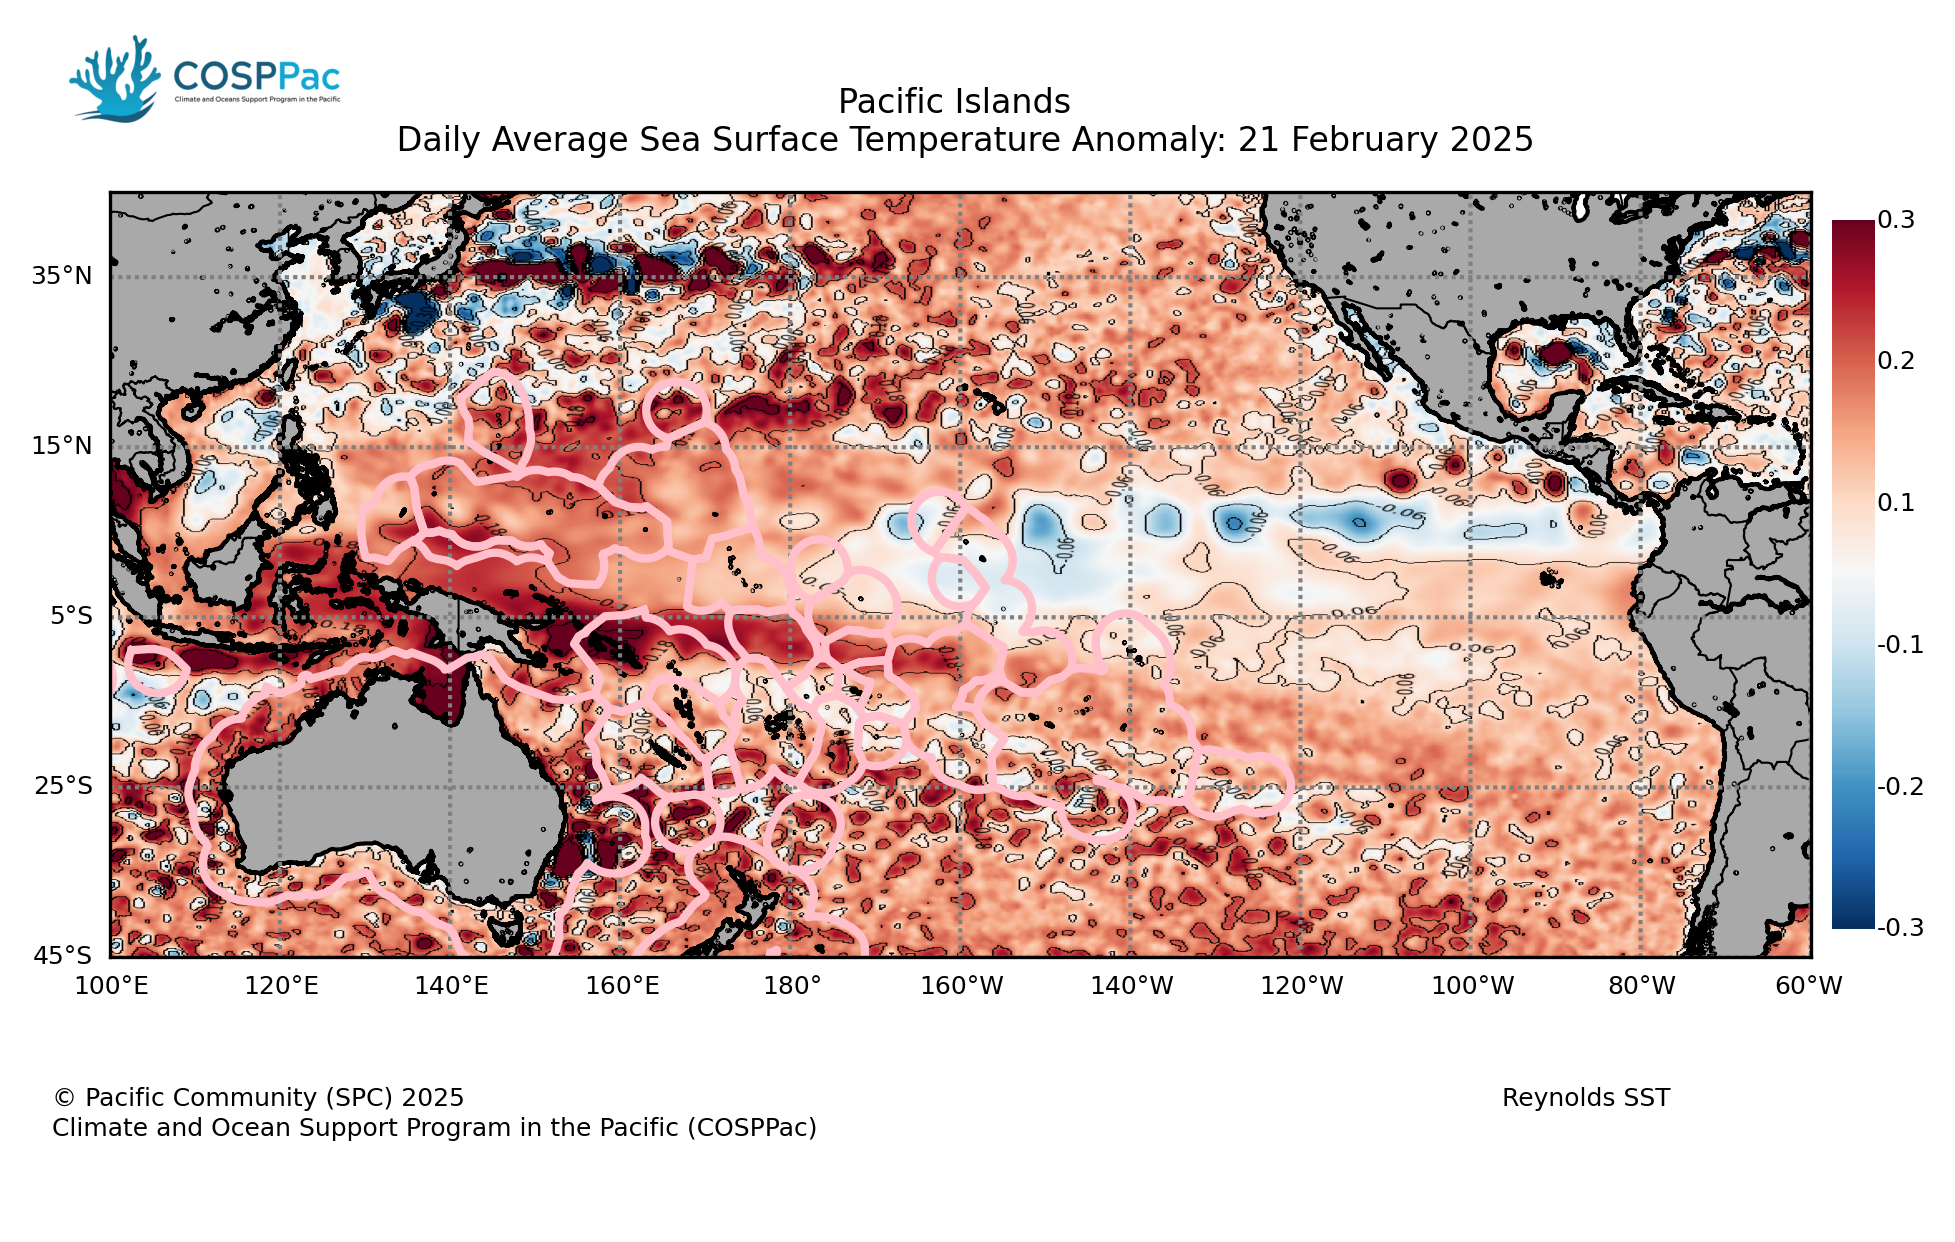 COSPPac
Climate and Oceans Support Program in the Pacific
Pacific Islands
Daily Average Sea Surface Temperature Anomaly: 21 February 2025
35°N
15°N
5°S
25°S
45°S
100°E 120°E 140°E 160°E 180° 160°W 140°W 120°W 100°W 80°W 60°W
0.3
0.2
0.1
-0.1
-0.2
-0.3
© Pacific Community (SPC) 2025
Climate and Ocean Support Program in the Pacific (COSPPac)
Reynolds SST